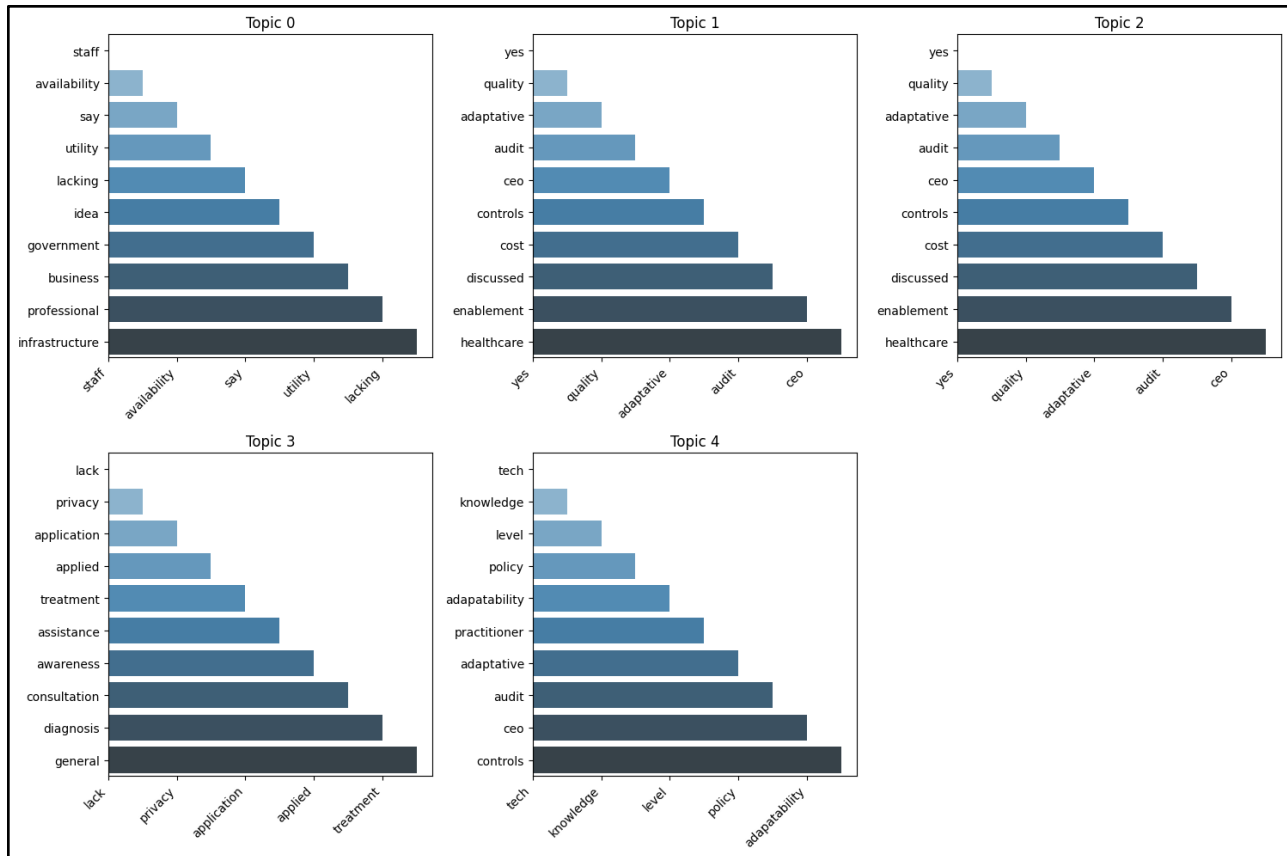 Topic 0
staff
availability
say
utility
lacking
idea
government
business
professional
infrastructure
staff
availability
say
utility
lacking
Topic 1
yes
quality
adaptative
audit
ceo
controls
cost
discussed
enablement
healthcare
yes
quality
adaptative
audit
ceo
Topic 2
yes
quality
adaptative
audit
ceo
controls
cost
discussed
enablement
healthcare
yes
quality
adaptative
audit
ceo
Topic 3
lack
privacy
application
applied
treatment
assistance
awareness
consultation
diagnosis
general
lack
privacy
application
applied
treatment
Topic 4
tech
knowledge
level
policy
adapatability
practitioner
adaptative
audit
ceo
controls
tech
knowledge
level
policy
adapatability